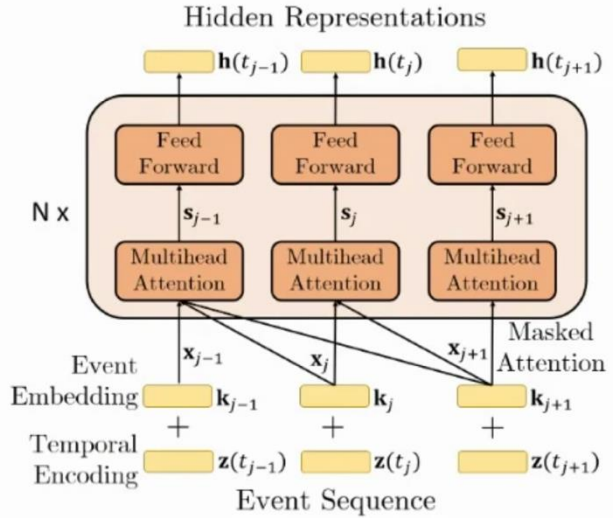 Hidden Representations
h(t_{j−1}) h(t_j) h(t_{j+1})
Feed Forward
Feed Forward
Feed Forward
N x
s_{j−1} s_j s_{j+1}
Multihead Attention
Multihead Attention
Multihead Attention
x_{j−1} x_j x_{j+1}
Masked
Attention
Event
Embedding
k_{j−1} k_j k_{j+1}
+ + +
Temporal
Encoding
z(t_{j−1}) z(t_j) z(t_{j+1})
Event Sequence